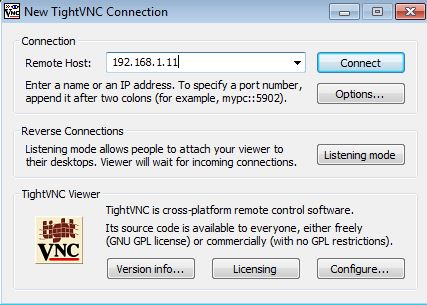 New TightVNC Connection
Connection
Remote Host: 192.168.1.11
Connect
Enter a name or an IP address. To specify a port number,
append it after two colons (for example, mypc::5902).
Options...
Reverse Connections
Listening mode allows people to attach your viewer to
their desktops. Viewer will wait for incoming connections.
Listening mode
TightVNC Viewer
TightVNC is cross-platform remote control software.
Its source code is available to everyone, either freely
(GNU GPL license) or commercially (with no GPL restrictions).
tight
VNC
Version info...
Licensing
Configure...